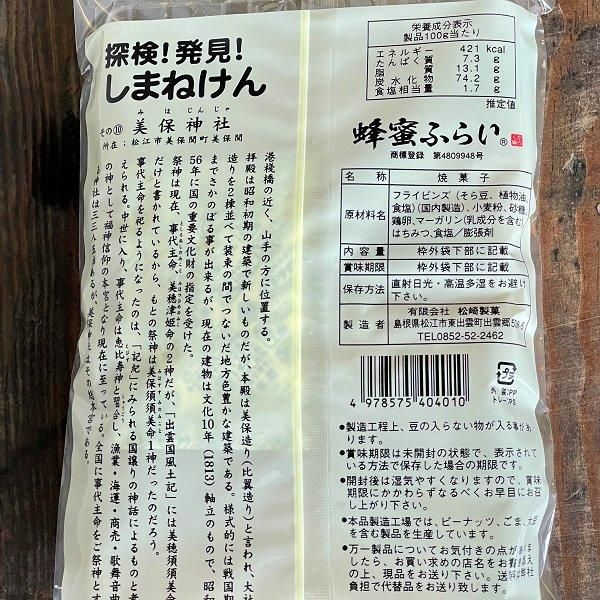 探検！発見！
しまねけん
その⑩ 美保神社
みほじんじゃ
所在：松江市美保関町美保関
港桟橋の近く、山手の方に位置する。
拝殿は昭和初期の建築で新しいものだが、本殿は美保造り（比翼造り）と言われ、大社
造りを2棟並べて装束の間でつないだ地方色豊かな建築である。様式的には戦国期
までさかのぼる事が出来るが、現在の建物は文化10年（1813）軸立のもので、昭和
56年に国の重要文化財の指定を受けた。
祭神は現在、事代主命、美穂津姫命の2神だが、「出雲国風土記」には美穂須須美命
だけと書かれているから、もとの祭神は美保須須美命1神だったのだろう。
事代主命を祀るようになったのは、「記紀」にみられる国譲りの神話によるものと考
えられる。中世に入り、事代主命は恵比寿神と習合し、漁業・海運・商売・歌舞音曲
の神として福神信仰の本宮となり現在に至っている。全国に事代主命をご祭神とす
栄養成分表示
製品100g当たり
エネルギー 421 kcal
たんぱく質 7.3 g
脂質 13.1 g
炭水化物 74.2 g
食塩相当量 1.7 g
推定値
蜂蜜ふらい®
商標登録 第4809948号
名称 焼菓子
原材料名 フライビンズ（そら豆、植物油、
食塩）（国内製造）、小麦粉、砂糖、
鶏卵、マーガリン（乳成分を含む）
はちみつ、食塩／膨張剤
内容量 枠外袋下部に記載
賞味期限 枠外袋下部に記載
保存方法 直射日光・高温多湿をお避け
下さい。
製造者 有限会社 松崎製菓
島根県松江市東出雲町出雲郷
TEL0852-52-2462
4 978575 404010
プラ
外袋:PP
トレー:PS
●製造工程上、豆の入らない物が入る事があ
ります。
●賞味期限は未開封の状態で、表示されて
いる方法で保存した場合の期限です。
●開封後は湿気やすくなりますので、賞味
期限にかかわらずなるべくお早目にお召
し上がり下さい。
●本品製造工場では、ピーナッツ、ごま、大豆
を含む製品を生産しています。
●万一製品についてお気付きの点があ
ましたら、お買い求めの店名をお
の上、現品をお送り下さい。送料弊社
負担で代替品をお送り致します。